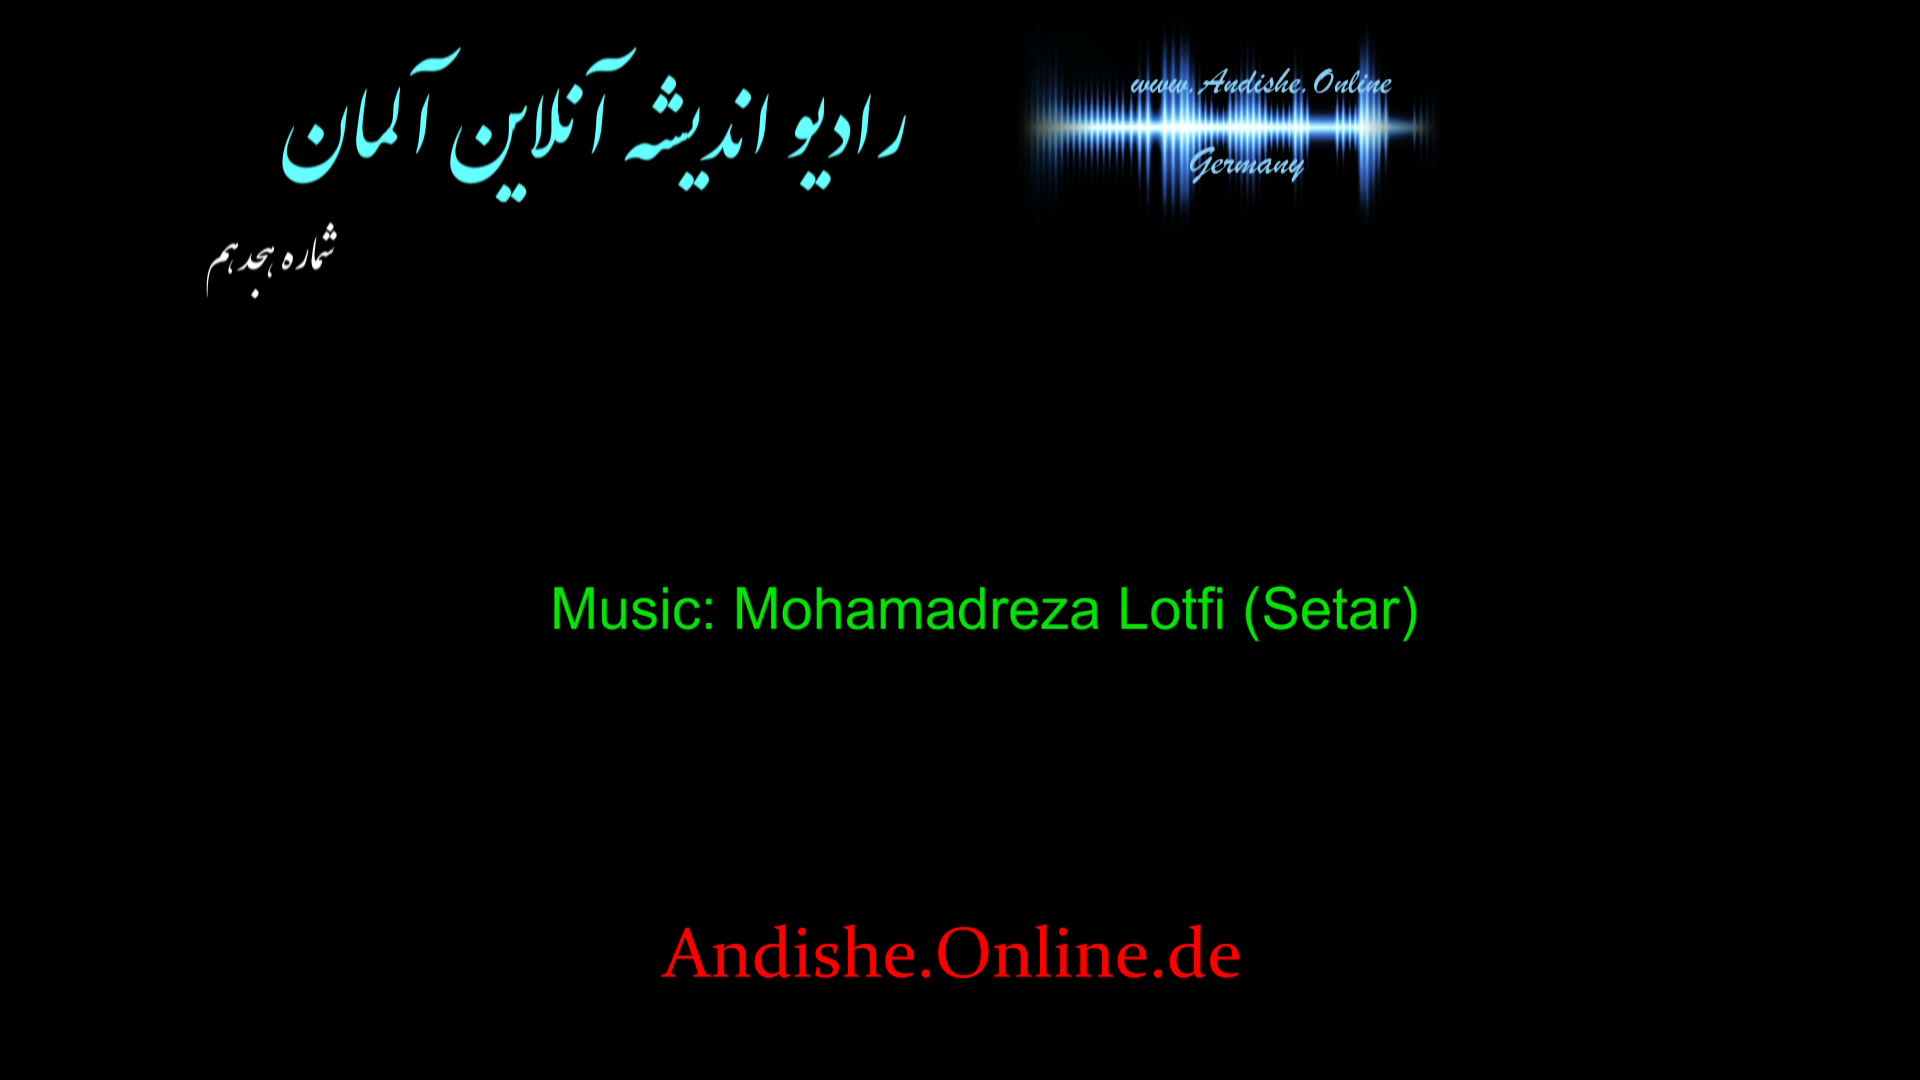 رادیو اندیشه آنلاین آلمان
www.Andishe.Online
Germany
شماره هجدهم
Music: Mohamadreza Lotfi (Setar)
Andishe.Online.de